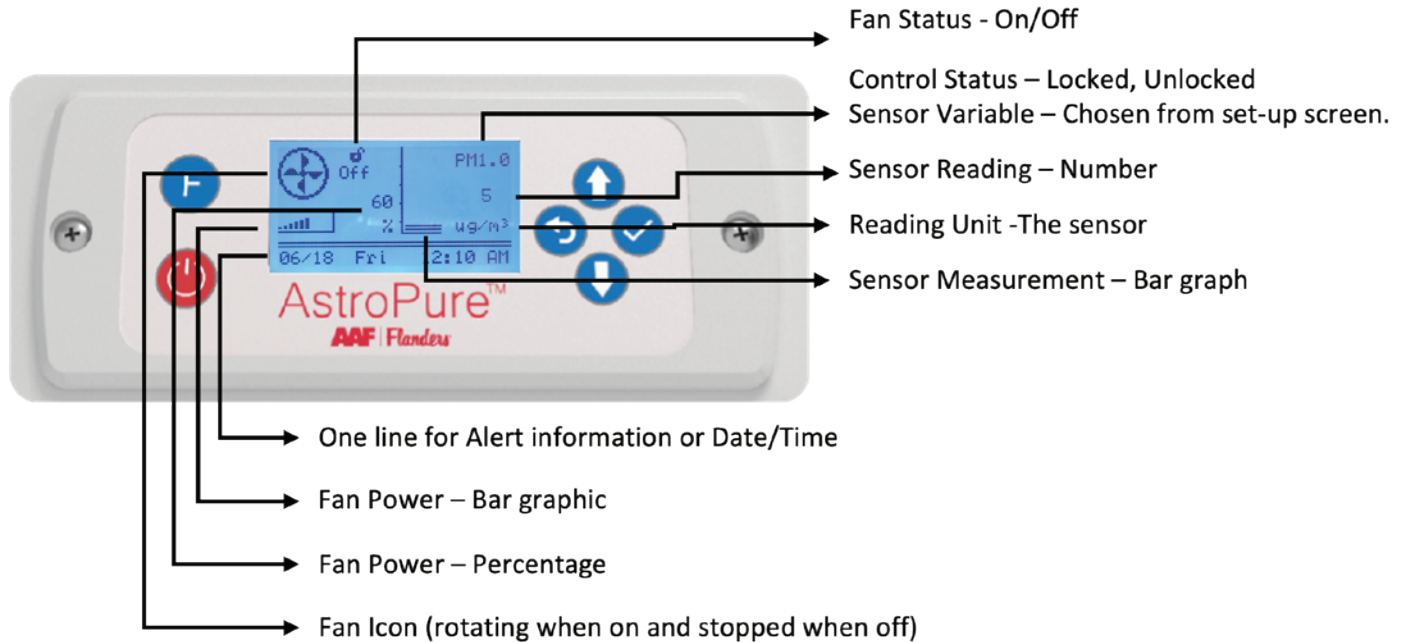 Fan Status - On/Off
Control Status – Locked, Unlocked
Sensor Variable – Chosen from set-up screen.
Sensor Reading – Number
Reading Unit -The sensor
Sensor Measurement – Bar graph
F
Off
PM1.0
60
5
%
ug/m³
06/18 Fri 2:10 AM
AstroPure™
AAF Flanders
One line for Alert information or Date/Time
Fan Power – Bar graphic
Fan Power – Percentage
Fan Icon (rotating when on and stopped when off)